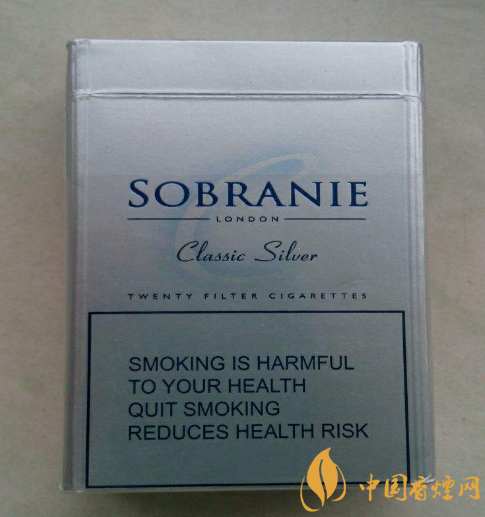 SOBRANIE
LONDON
Classic Silver
TWENTY FILTER CIGARETTES
SMOKING IS HARMFUL
TO YOUR HEALTH
QUIT SMOKING
REDUCES HEALTH RISK
中国香烟网